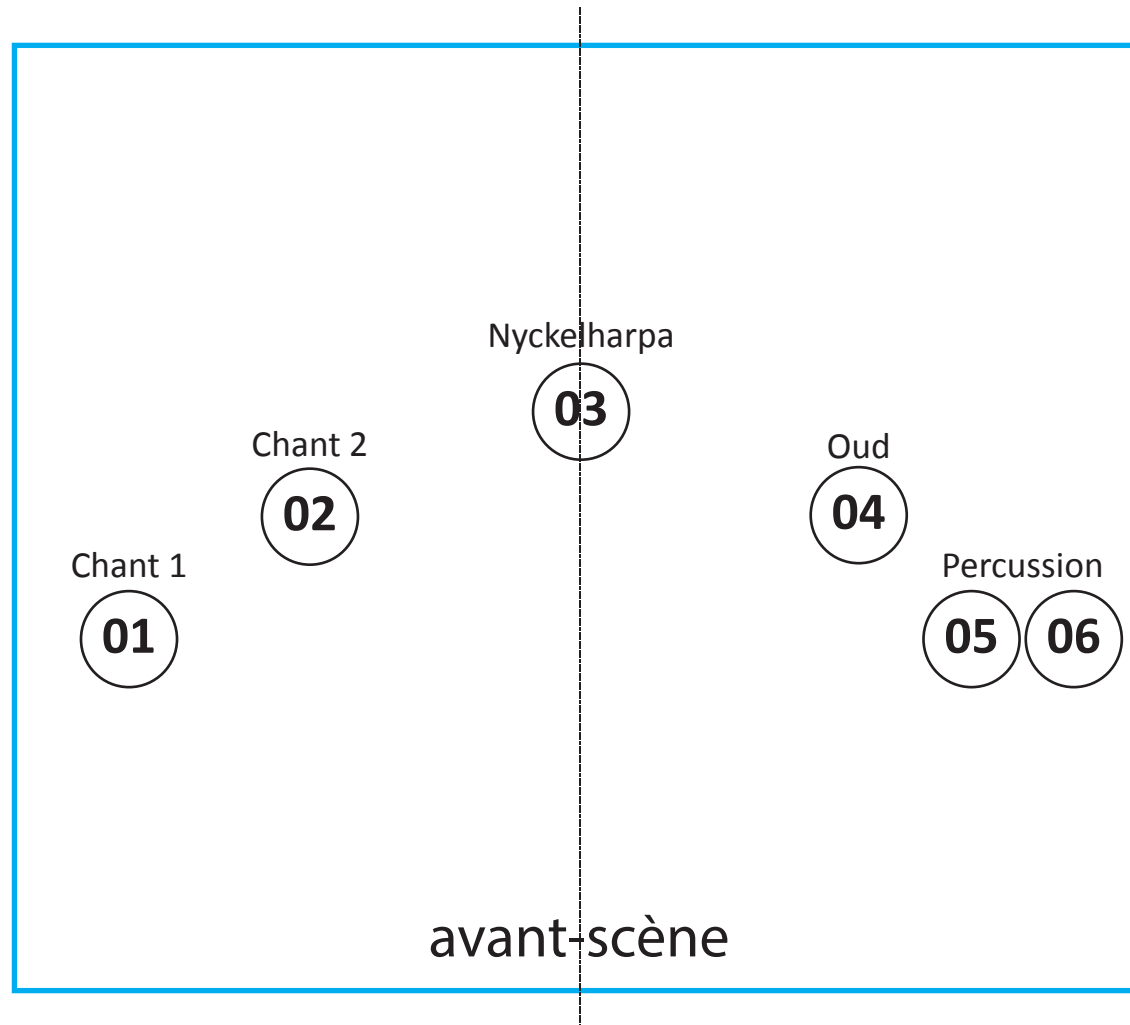 Nyckelharpa
03
Chant 2
Oud
02
04
Chant 1
Percussion
01
05 06
avant-scène